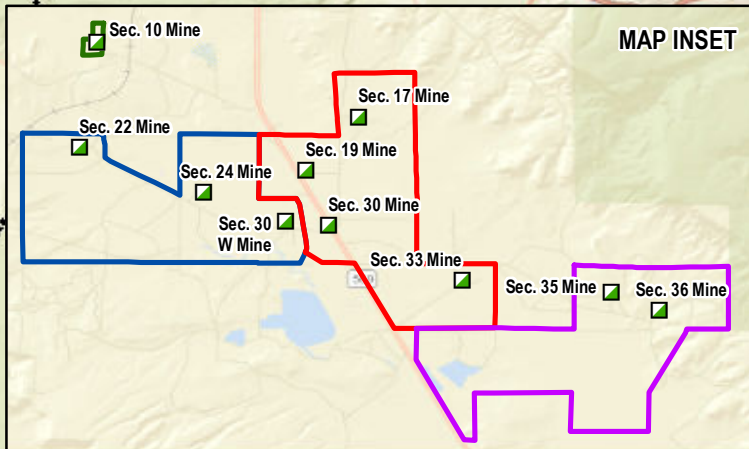 Sec. 10 Mine
MAP INSET
Sec. 17 Mine
Sec. 22 Mine
Sec. 19 Mine
Sec. 24 Mine
Sec. 30
W Mine
Sec. 30 Mine
Sec. 33 Mine
Sec. 35 Mine
Sec. 36 Mine